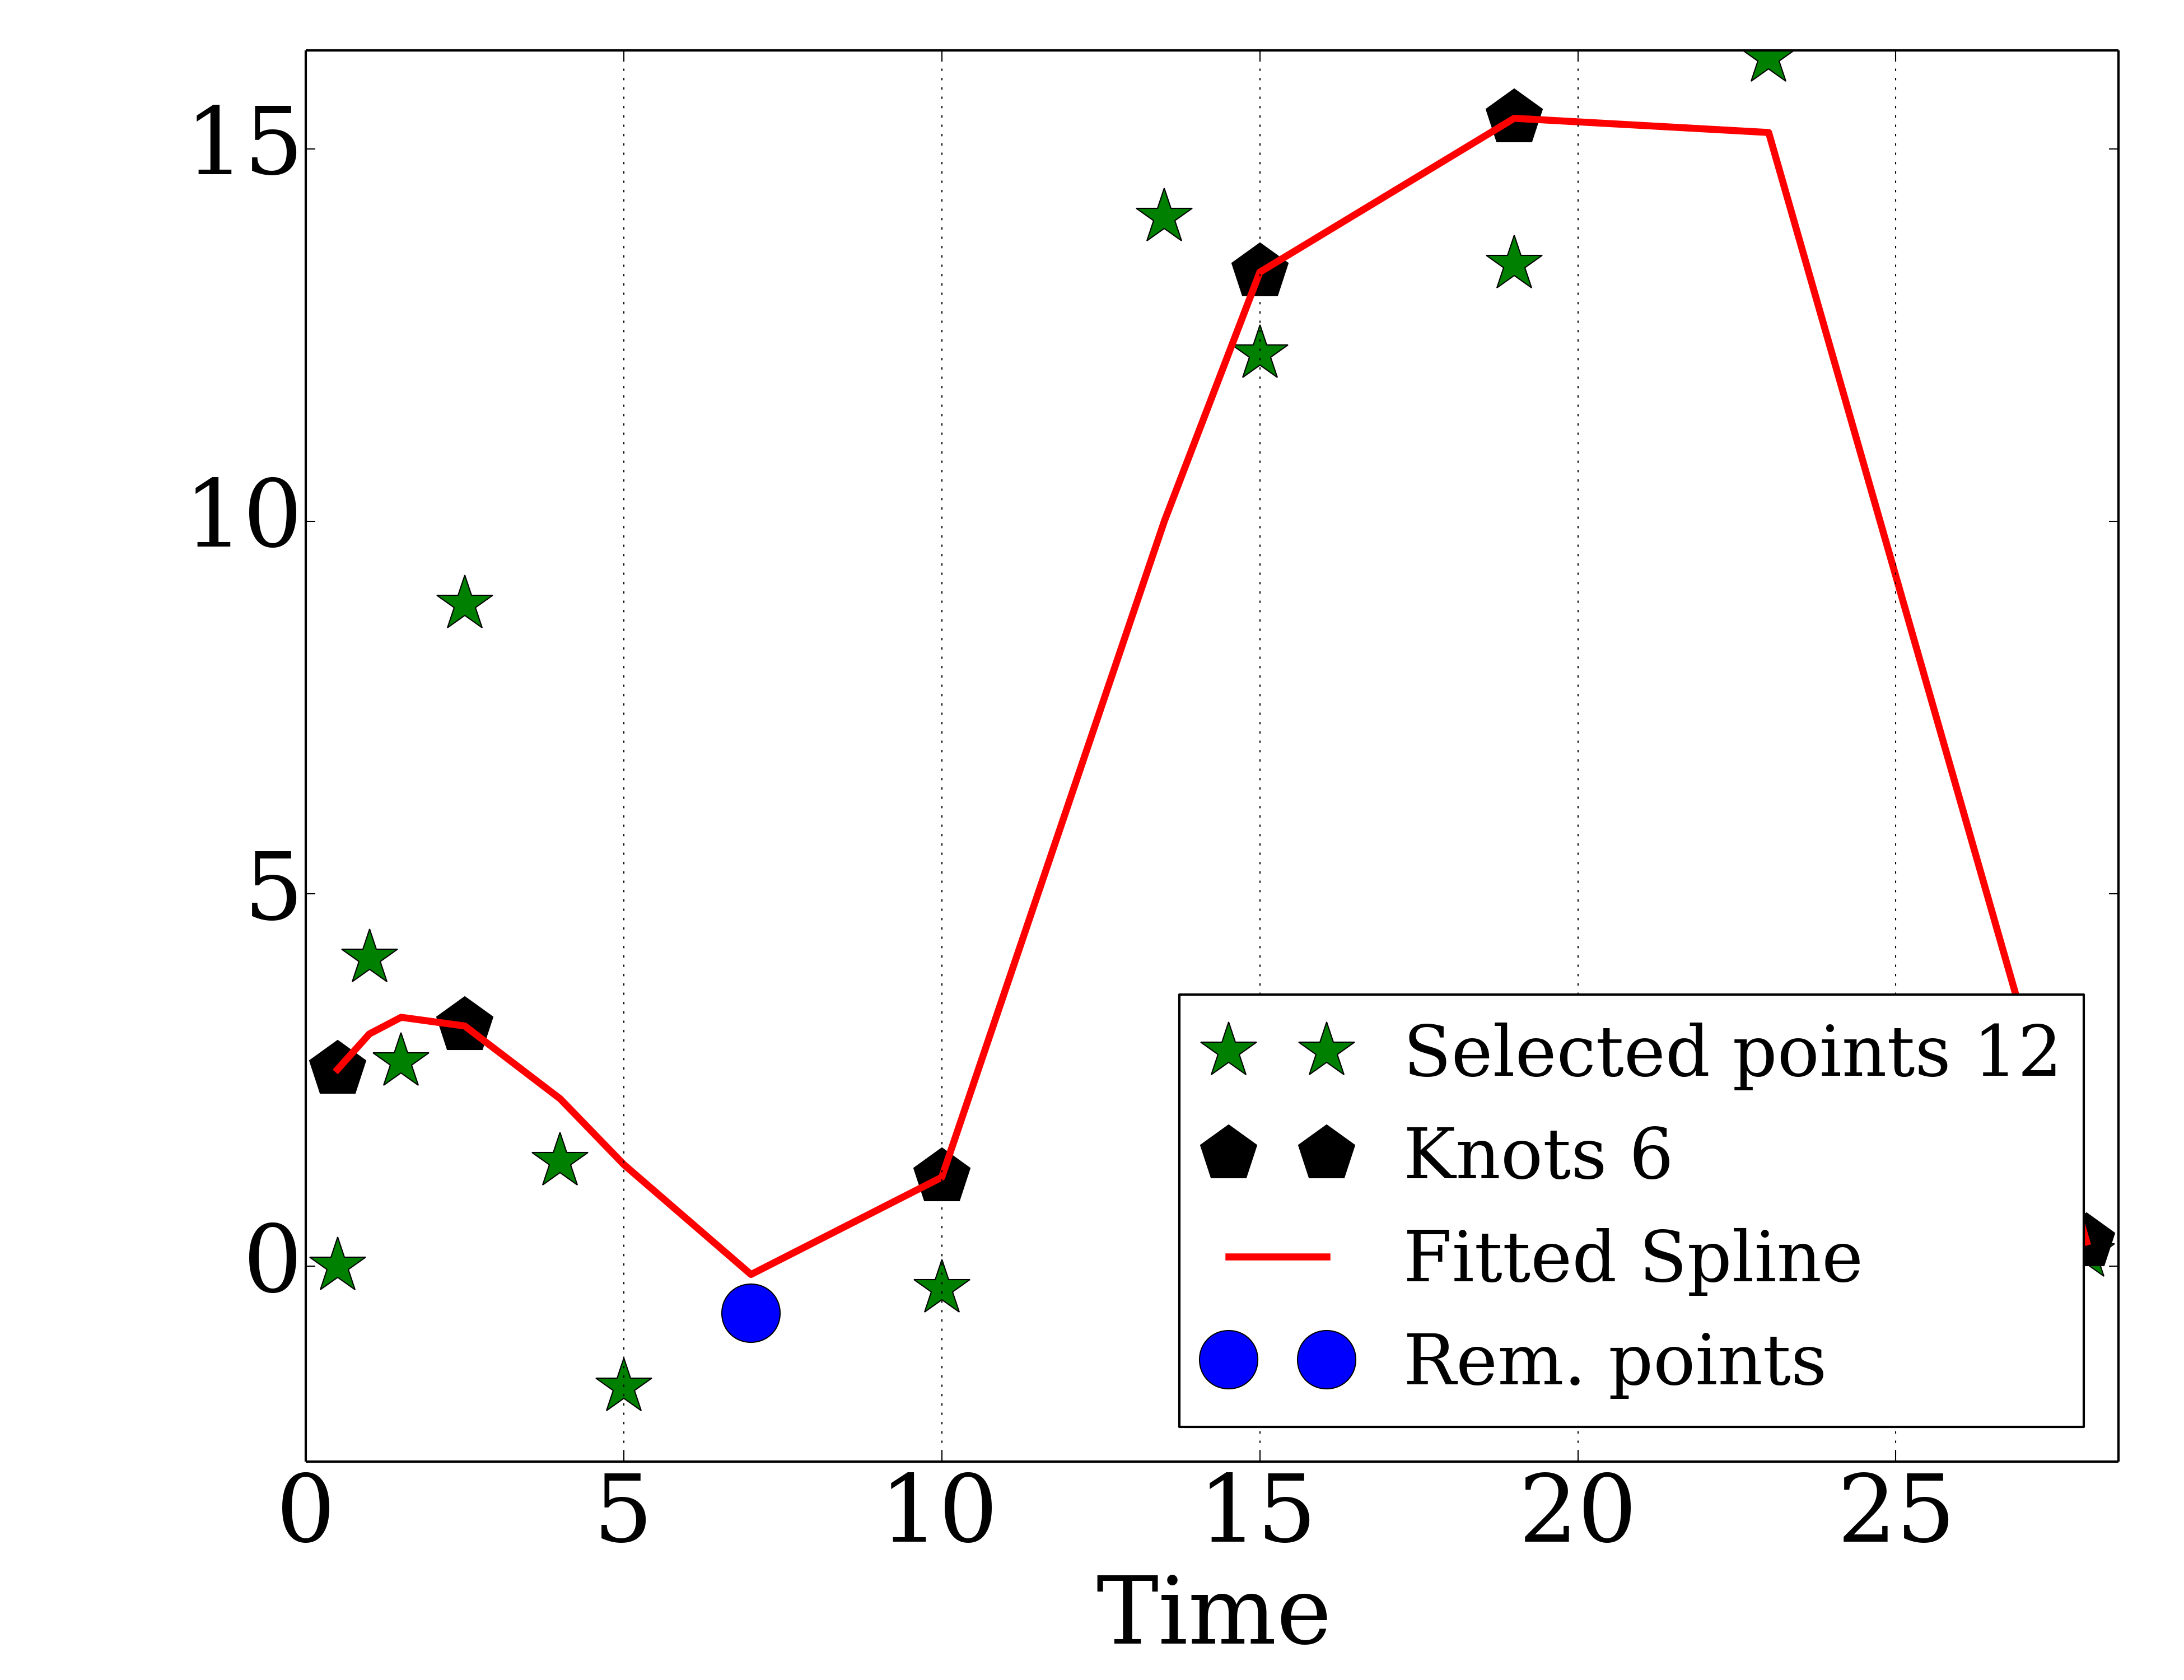 15
10
5
0
Selected points 12
Knots 6
Fitted Spline
Rem. points
0 5 10 15 20 25
Time